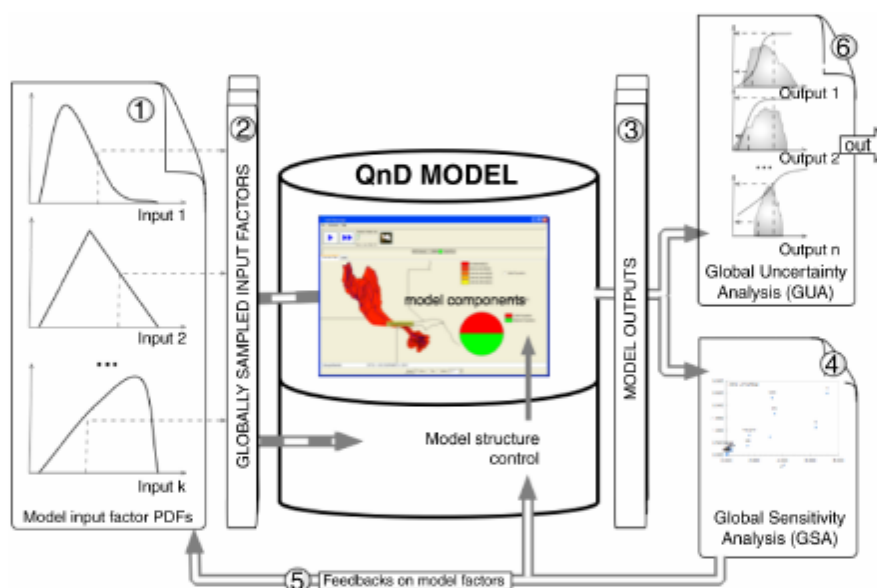 ①
Input 1
Input 2
...
Input k
Model input factor PDFs
②
GLOBALLY SAMPLED INPUT FACTORS
QnD MODEL
model components
Model structure
control
③
MODEL OUTPUTS
⑥
Output 1
Output 2
...
Output n
Global Uncertainty
Analysis (GUA)
out
④
Global Sensitivity
Analysis (GSA)
⑤
Feedbacks on model factors